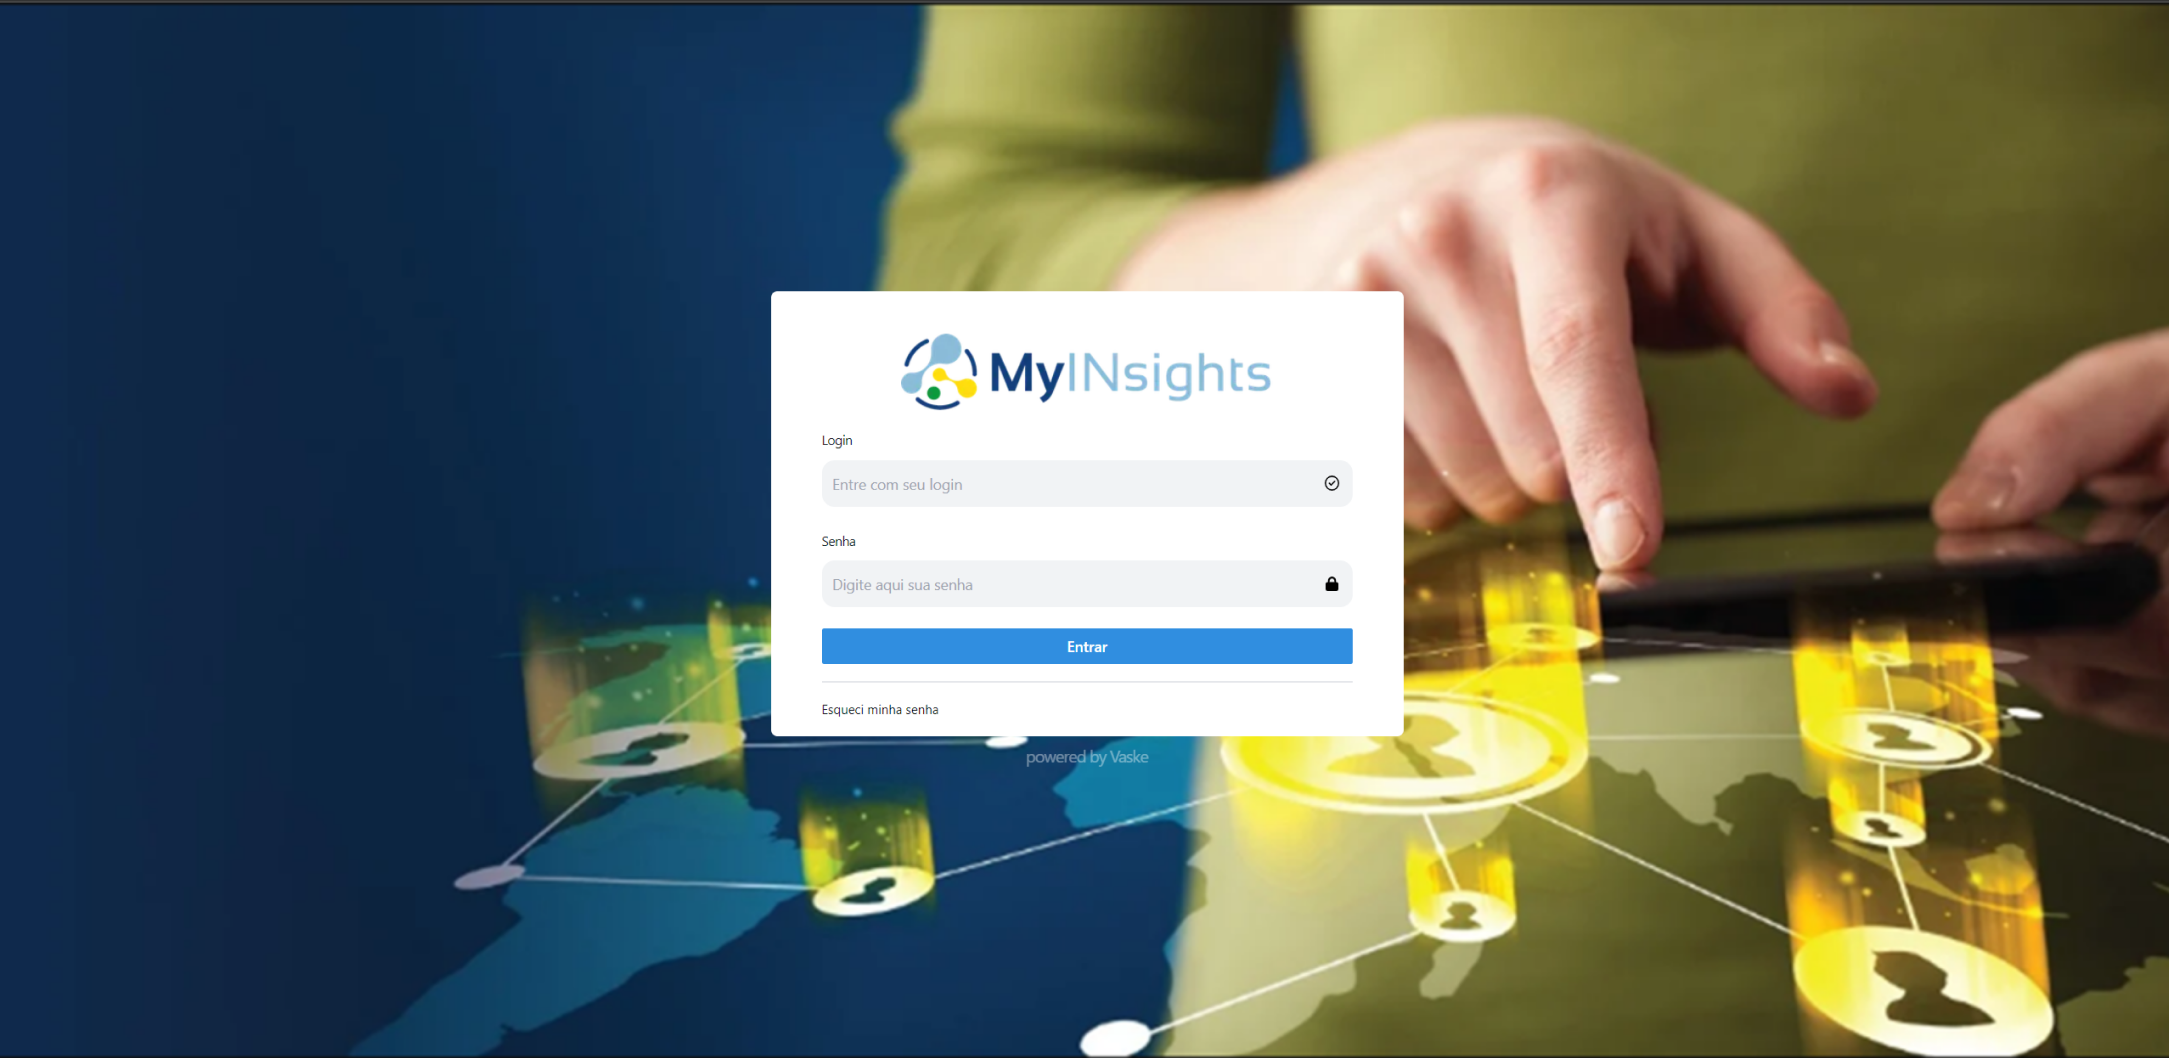 MyINsights
Login
Entre com seu login
Senha
Digite aqui sua senha
Entrar
Esqueci minha senha
powered by Vaske